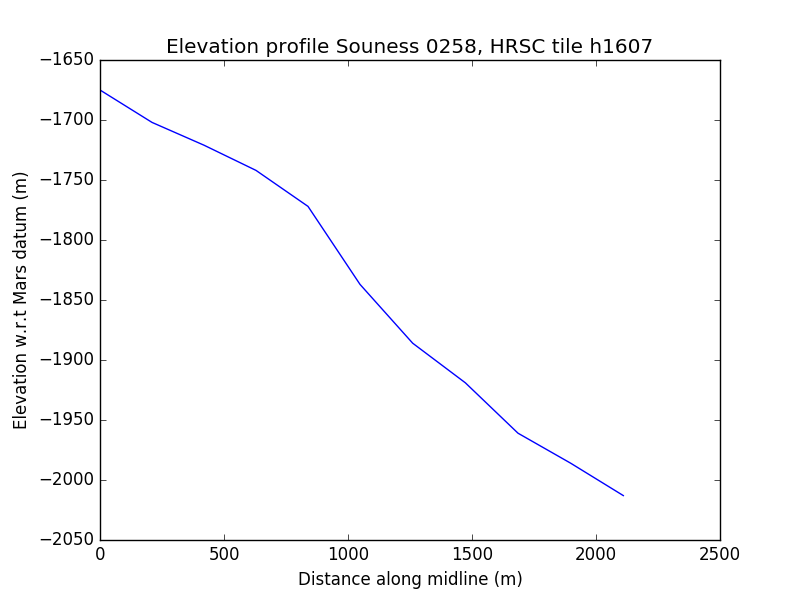 Elevation profile Souness 0258, HRSC tile h1607
−1650
−1700
−1750
−1800
−1850
−1900
−1950
−2000
−2050
Elevation w.r.t Mars datum (m)
0 500 1000 1500 2000 2500
Distance along midline (m)